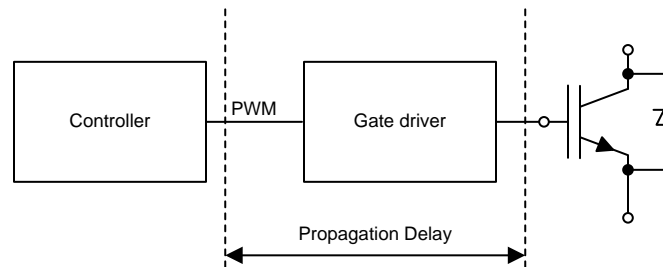 Controller
PWM
Gate driver
Propagation Delay